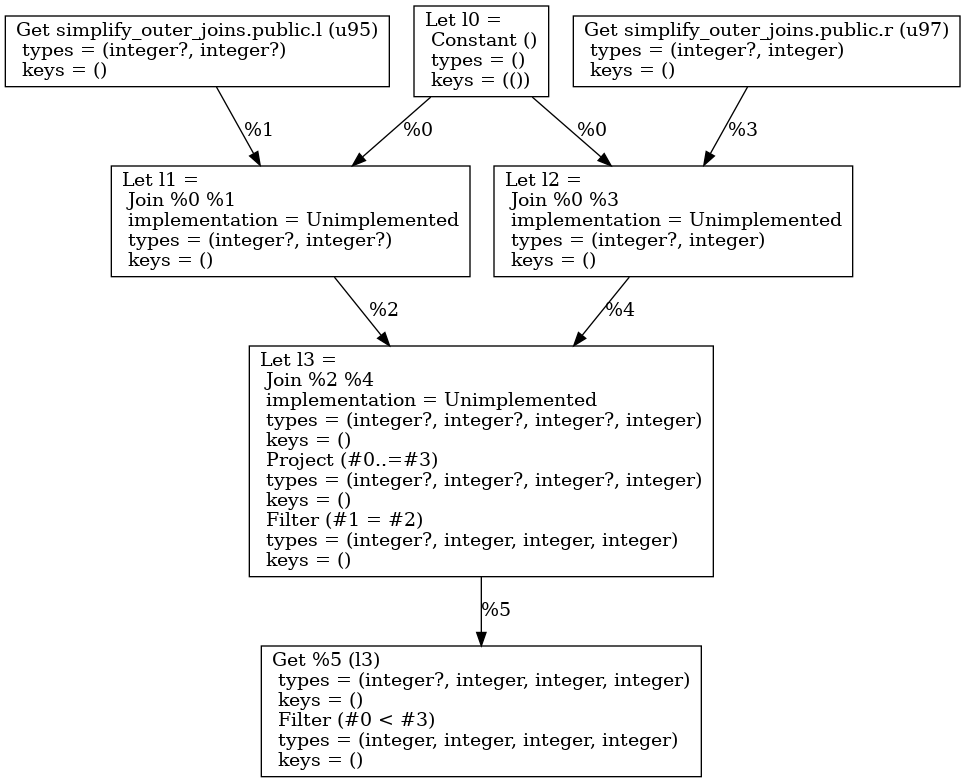 Get simplify_outer_joins.public.l (u95)
types = (integer?, integer?)
keys = ()
Let l0 =
Constant ()
types = ()
keys = (())
Get simplify_outer_joins.public.r (u97)
types = (integer?, integer)
keys = ()
%1
%0
%0
%3
Let l1 =
Join %0 %1
implementation = Unimplemented
types = (integer?, integer?)
keys = ()
Let l2 =
Join %0 %3
implementation = Unimplemented
types = (integer?, integer)
keys = ()
%2
%4
Let l3 =
Join %2 %4
implementation = Unimplemented
types = (integer?, integer?, integer?, integer)
keys = ()
Project (#0..=#3)
types = (integer?, integer?, integer?, integer)
keys = ()
Filter (#1 = #2)
types = (integer?, integer, integer, integer)
keys = ()
%5
Get %5 (l3)
types = (integer?, integer, integer, integer)
keys = ()
Filter (#0 < #3)
types = (integer, integer, integer, integer)
keys = ()